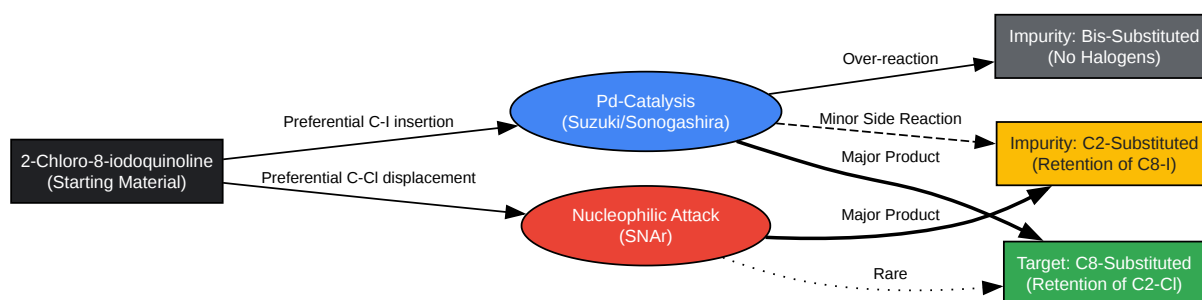 2-Chloro-8-iodoquinoline
(Starting Material)
Preferential C-I insertion
Preferential C-Cl displacement
Pd-Catalysis
(Suzuki/Sonogashira)
Nucleophilic Attack
(SNAr)
Over-reaction
Minor Side Reaction
Major Product
Major Product
Rare
Impurity: Bis-Substituted
(No Halogens)
Impurity: C2-Substituted
(Retention of C8-I)
Target: C8-Substituted
(Retention of C2-Cl)